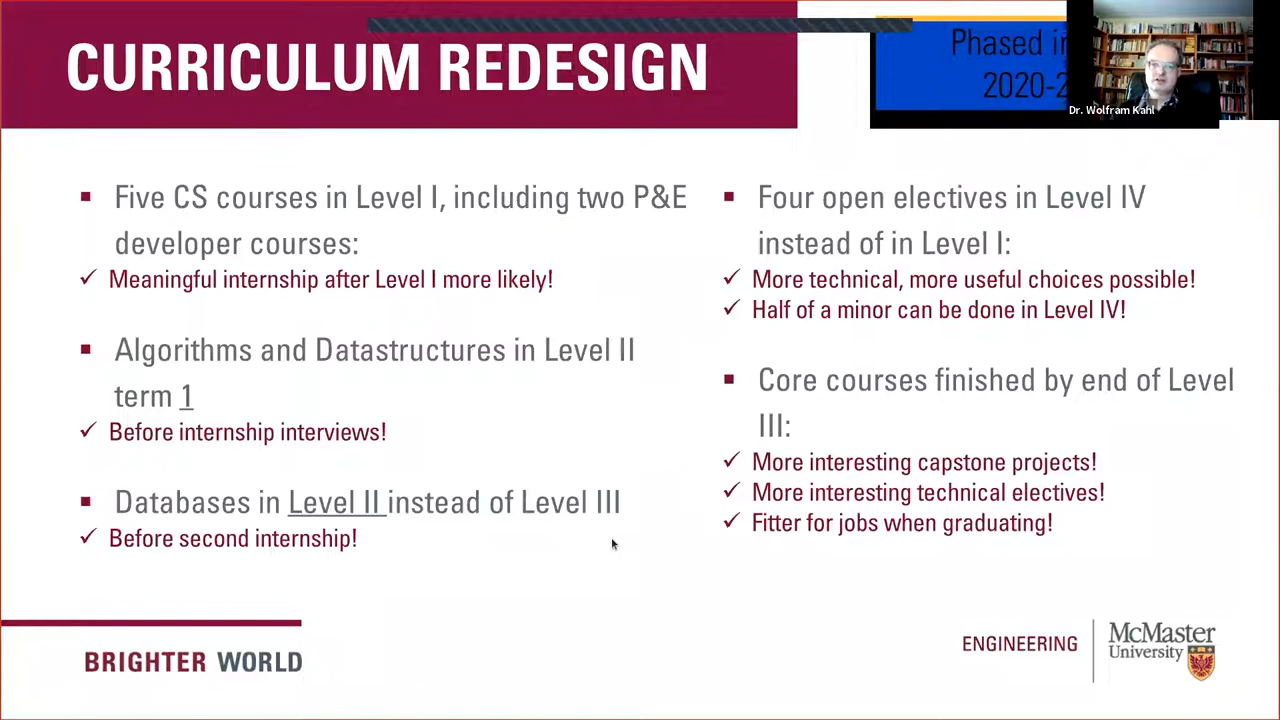 CURRICULUM REDESIGN
Phased
2020-2
Dr. Wolfram Kahl
Five CS courses in Level I, including two P&E
developer courses:
Meaningful internship after Level I more likely!
Algorithms and Datastructures in Level II
term 1
Before internship interviews!
Databases in Level II instead of Level III
Before second internship!
Four open electives in Level IV
instead of in Level I:
More technical, more useful choices possible!
Half of a minor can be done in Level IV!
Core courses finished by end of Level
III:
More interesting capstone projects!
More interesting technical electives!
Fitter for jobs when graduating!
BRIGHTER WORLD
ENGINEERING
McMaster
University